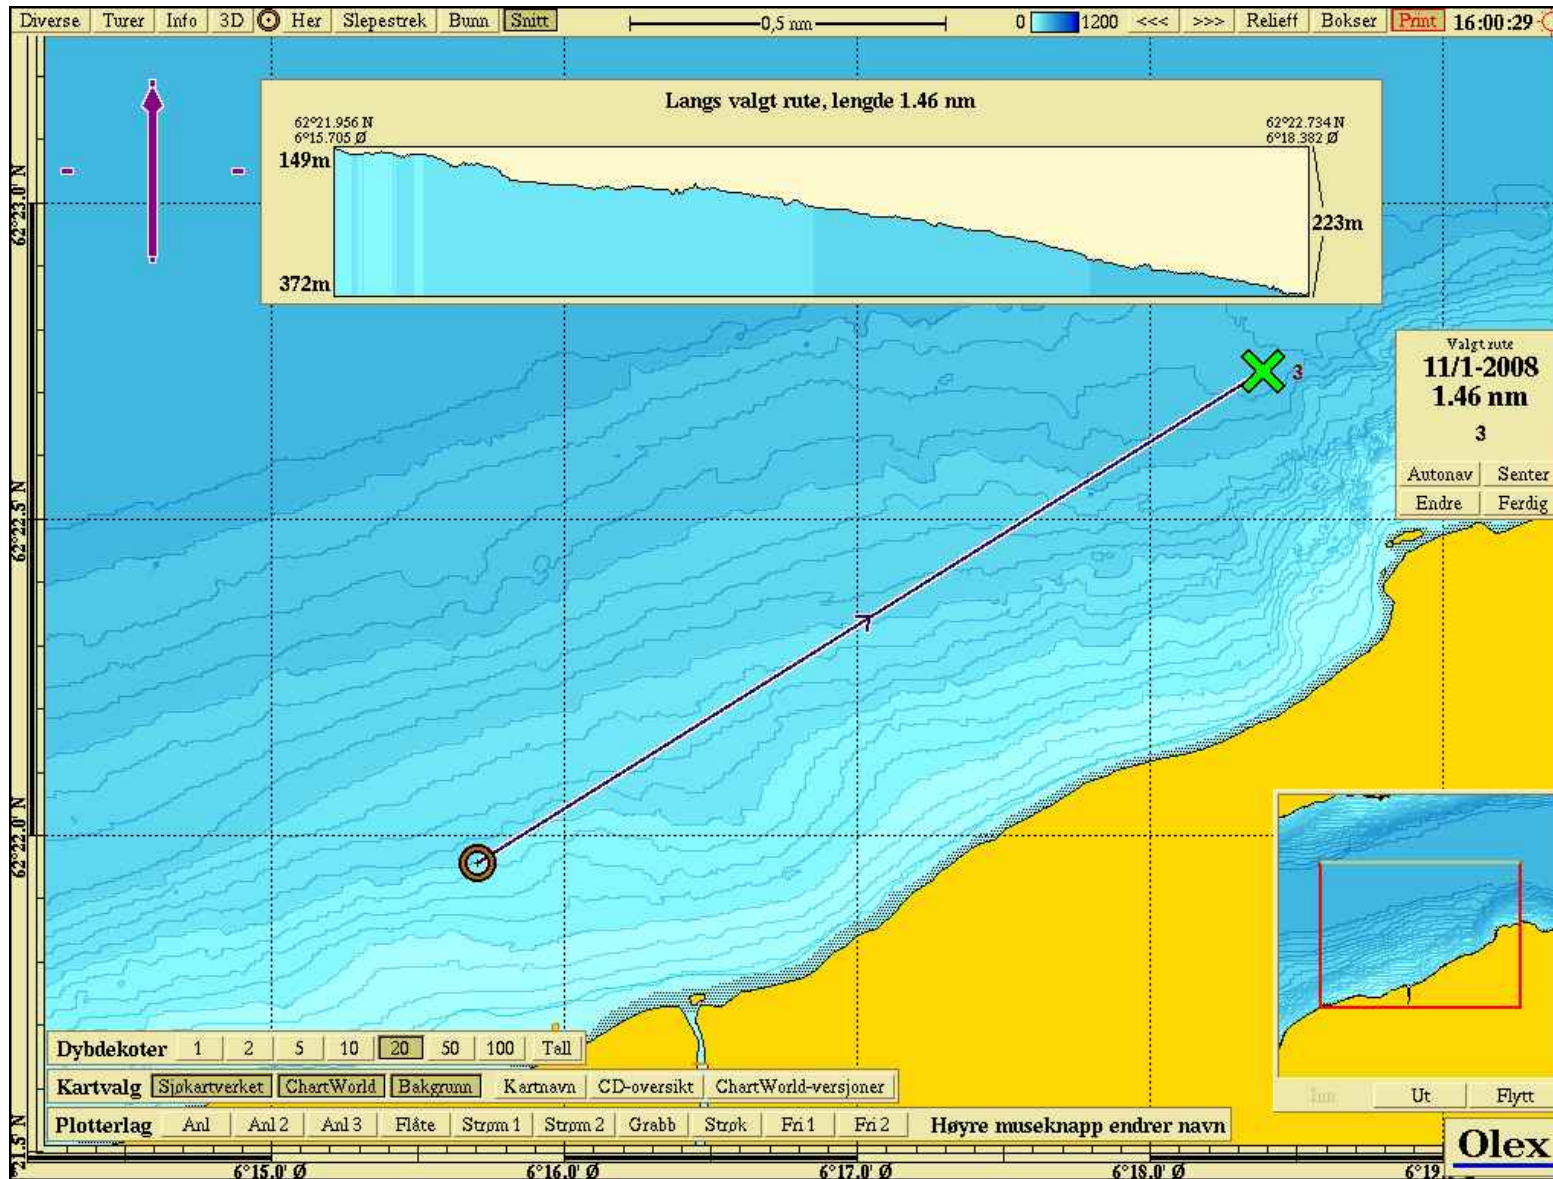 Diverse Turer Info 3D Her Slepestrek Bunn Snitt 0,5 nm 0 1200 <<< >>> Relieff Bokser Print 16:00:29
Langs valgt rute, lengde 1.46 nm
62°21.956 N
6°15.705 Ø
62°22.734 N
6°18.382 Ø
149m
223m
372m
62°23,0' N
Valgt rute
11/1-2008
1.46 nm
3
Autonav Senter
Endre Ferdig
3
62°22,5' N
62°22,0' N
Dybdekoter 1 2 5 10 20 50 100 Tall
Kartvalg Sjøkartverket ChartWorld Bakgrunn Kartnavn CD-oversikt ChartWorld-versjoner
Plotterlag Anl Anl 2 Anl 3 Flåte Strøm 1 Strøm 2 Grabb Strøk Fri 1 Fri 2 Høyre museknapp endrer navn
Inn Ut Flytt
Olex
°21,5' N
6°15,0' Ø 6°16,0' Ø 6°17,0' Ø 6°18,0' Ø 6°19,